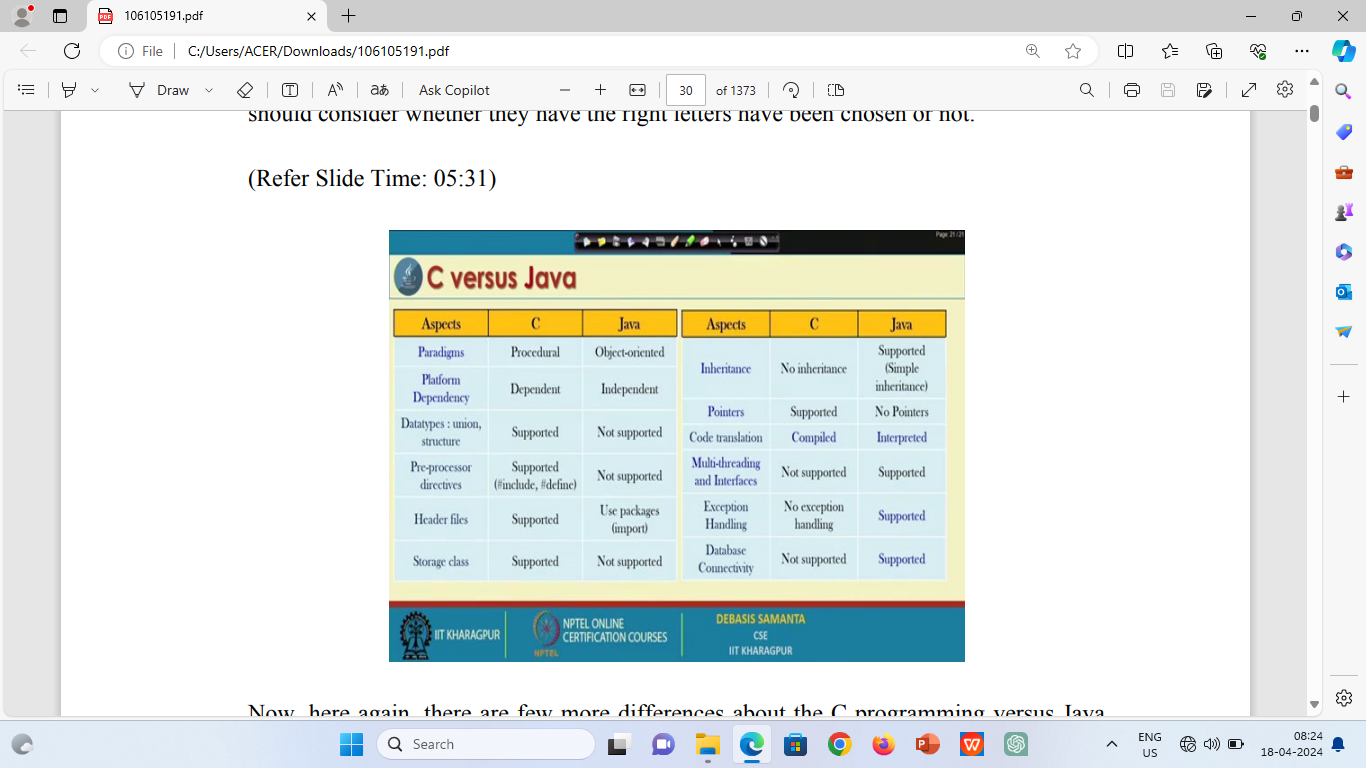 106105191.pdf
File
C:/Users/ACER/Downloads/106105191.pdf
Draw
Ask Copilot
30 of 1373
should consider whether they have the right letters have been chosen or not.
(Refer Slide Time: 05:31)
Page 21/21
C versus Java
Aspects C Java
Paradigms Procedural Object-oriented
Platform
Dependency Dependent Independent
Datatypes : union,
structure Supported Not supported
Pre-processor
directives Supported
(#include, #define) Not supported
Header files Supported Use packages
(import)
Storage class Supported Not supported
Aspects C Java
Inheritance No inheritance Supported
(Simple
inheritance)
Pointers Supported No Pointers
Code translation Compiled Interpreted
Multi-threading
and Interfaces Not supported Supported
Exception
Handling No exception
handling Supported
Database
Connectivity Not supported Supported
IIT KHARAGPUR
NPTEL
NPTEL ONLINE
CERTIFICATION COURSES
DEBASIS SAMANTA
CSE
IIT KHARAGPUR
Now, here again, there are few more differences about the C programming versus Java
Search
ENG
US
08:24
18-04-2024